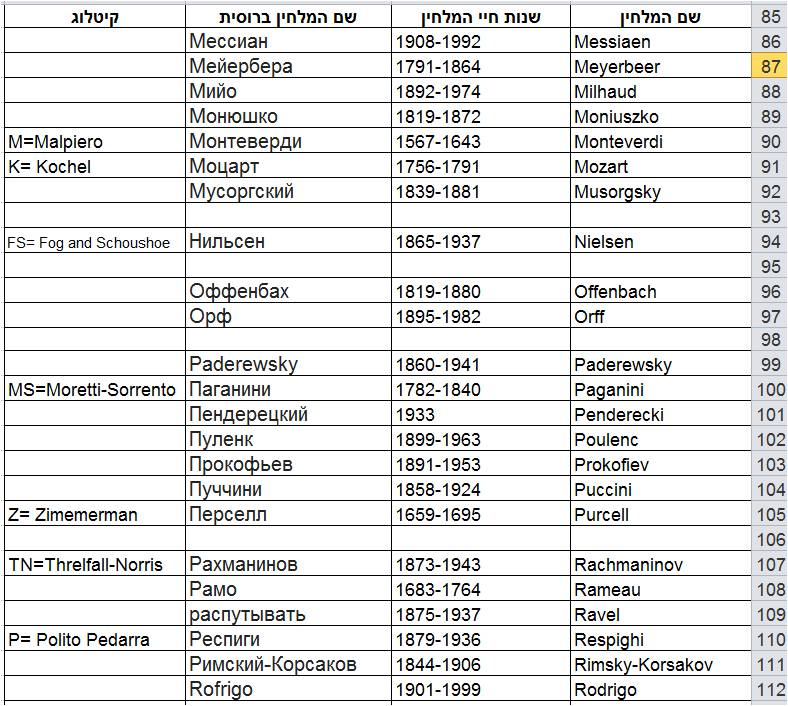 שם המלחין שנות חיי המלחין שם המלחין ברוסית קיטלוג 85
Мессиан 1908-1992 Messiaen 86
Мейербера 1791-1864 Meyerbeer 87
Мийо 1892-1974 Milhaud 88
Монюшко 1819-1872 Moniuszko 89
M=Malpiero Монтеверди 1567-1643 Monteverdi 90
K= Kochel Моцарт 1756-1791 Mozart 91
Мусоргский 1839-1881 Musorgsky 92
93
FS= Fog and Schoushoe Нильсен 1865-1937 Nielsen 94
95
Оффенбах 1819-1880 Offenbach 96
Орф 1895-1982 Orff 97
98
Paderewsky 1860-1941 Paderewsky 99
MS=Moretti-Sorrento Паганини 1782-1840 Paganini 100
Пендерецкий 1933 Penderecki 101
Пуленк 1899-1963 Poulenc 102
Прокофьев 1891-1953 Prokofiev 103
Пуччини 1858-1924 Puccini 104
Z= Zimemerman Перселл 1659-1695 Purcell 105
106
TN=Threlfall-Norris Рахманинов 1873-1943 Rachmaninov 107
Рамо 1683-1764 Rameau 108
распутывать 1875-1937 Ravel 109
P= Polito Pedarra Респиги 1879-1936 Respighi 110
Римский-Корсаков 1844-1906 Rimsky-Korsakov 111
Rofrigo 1901-1999 Rodrigo 112